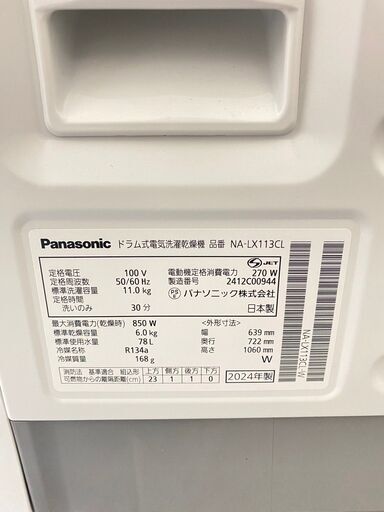 Panasonic ドラム式電気洗濯乾燥機 品番 NA-LX113CL
定格電圧 100 V
定格周波数 50/60 Hz
標準洗濯容量 11.0 kg
定格時間
洗いのみ 30 分
S JET
電動機定格消費電力 270 W
製造番号 2412C00944
PS E パナソニック株式会社
日本製
最大消費電力(乾燥時) 850 W
標準乾燥容量 6.0 kg
標準使用水量 78 L
冷媒名称 R134a
冷媒質量 168 g
<外形寸法>
幅 639 mm
奥行 722 mm
高さ 1060 mm
W
消防法 基準適合 組込形 上方 側方 後方 下方
可燃物からの離隔距離(cm) 23 1 1 0
2024年製
NA-LX113CL-W